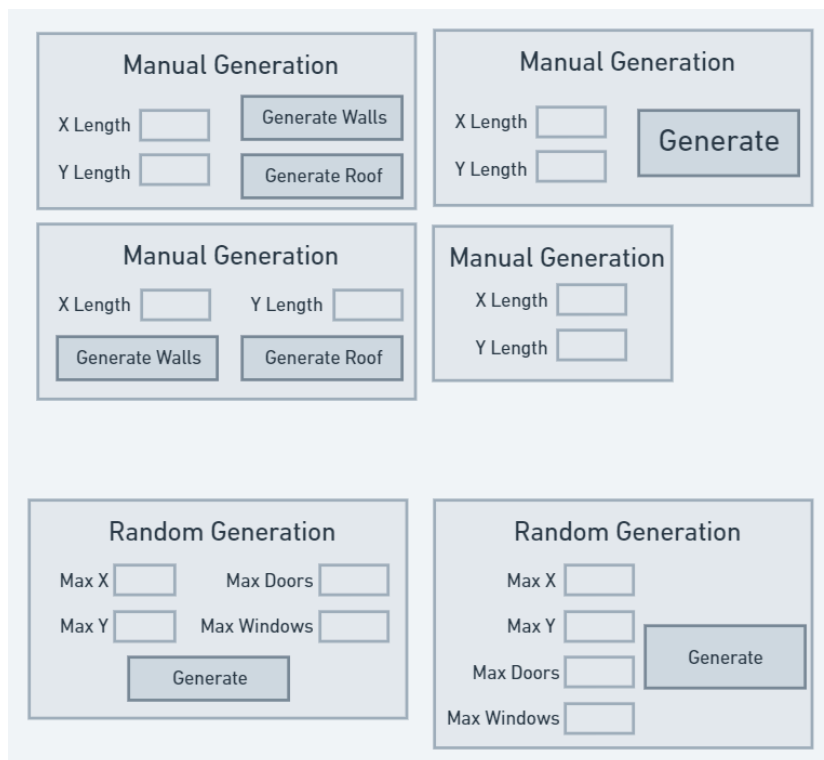 Manual Generation
X Length
Generate Walls
Y Length
Generate Roof
Manual Generation
X Length
Y Length
Generate
Manual Generation
X Length
Y Length
Generate Walls
Generate Roof
Manual Generation
X Length
Y Length
Random Generation
Max X
Max Doors
Max Y
Max Windows
Generate
Random Generation
Max X
Max Y
Max Doors
Max Windows
Generate